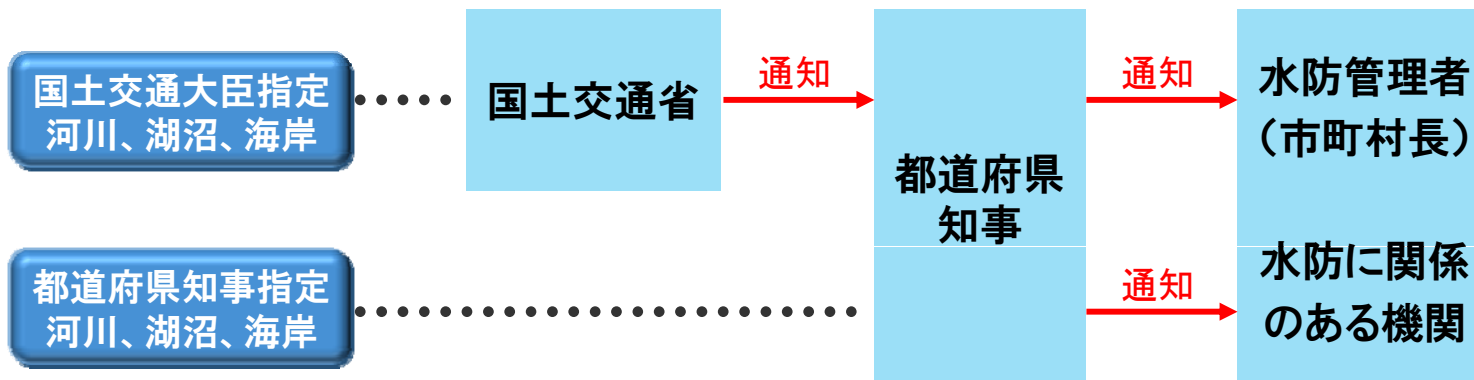 国土交通大臣指定
河川、湖沼、海岸
国土交通省
通知
都道府県
知事
通知
水防管理者
（市町村長）
都道府県知事指定
河川、湖沼、海岸
通知
水防に関係
のある機関